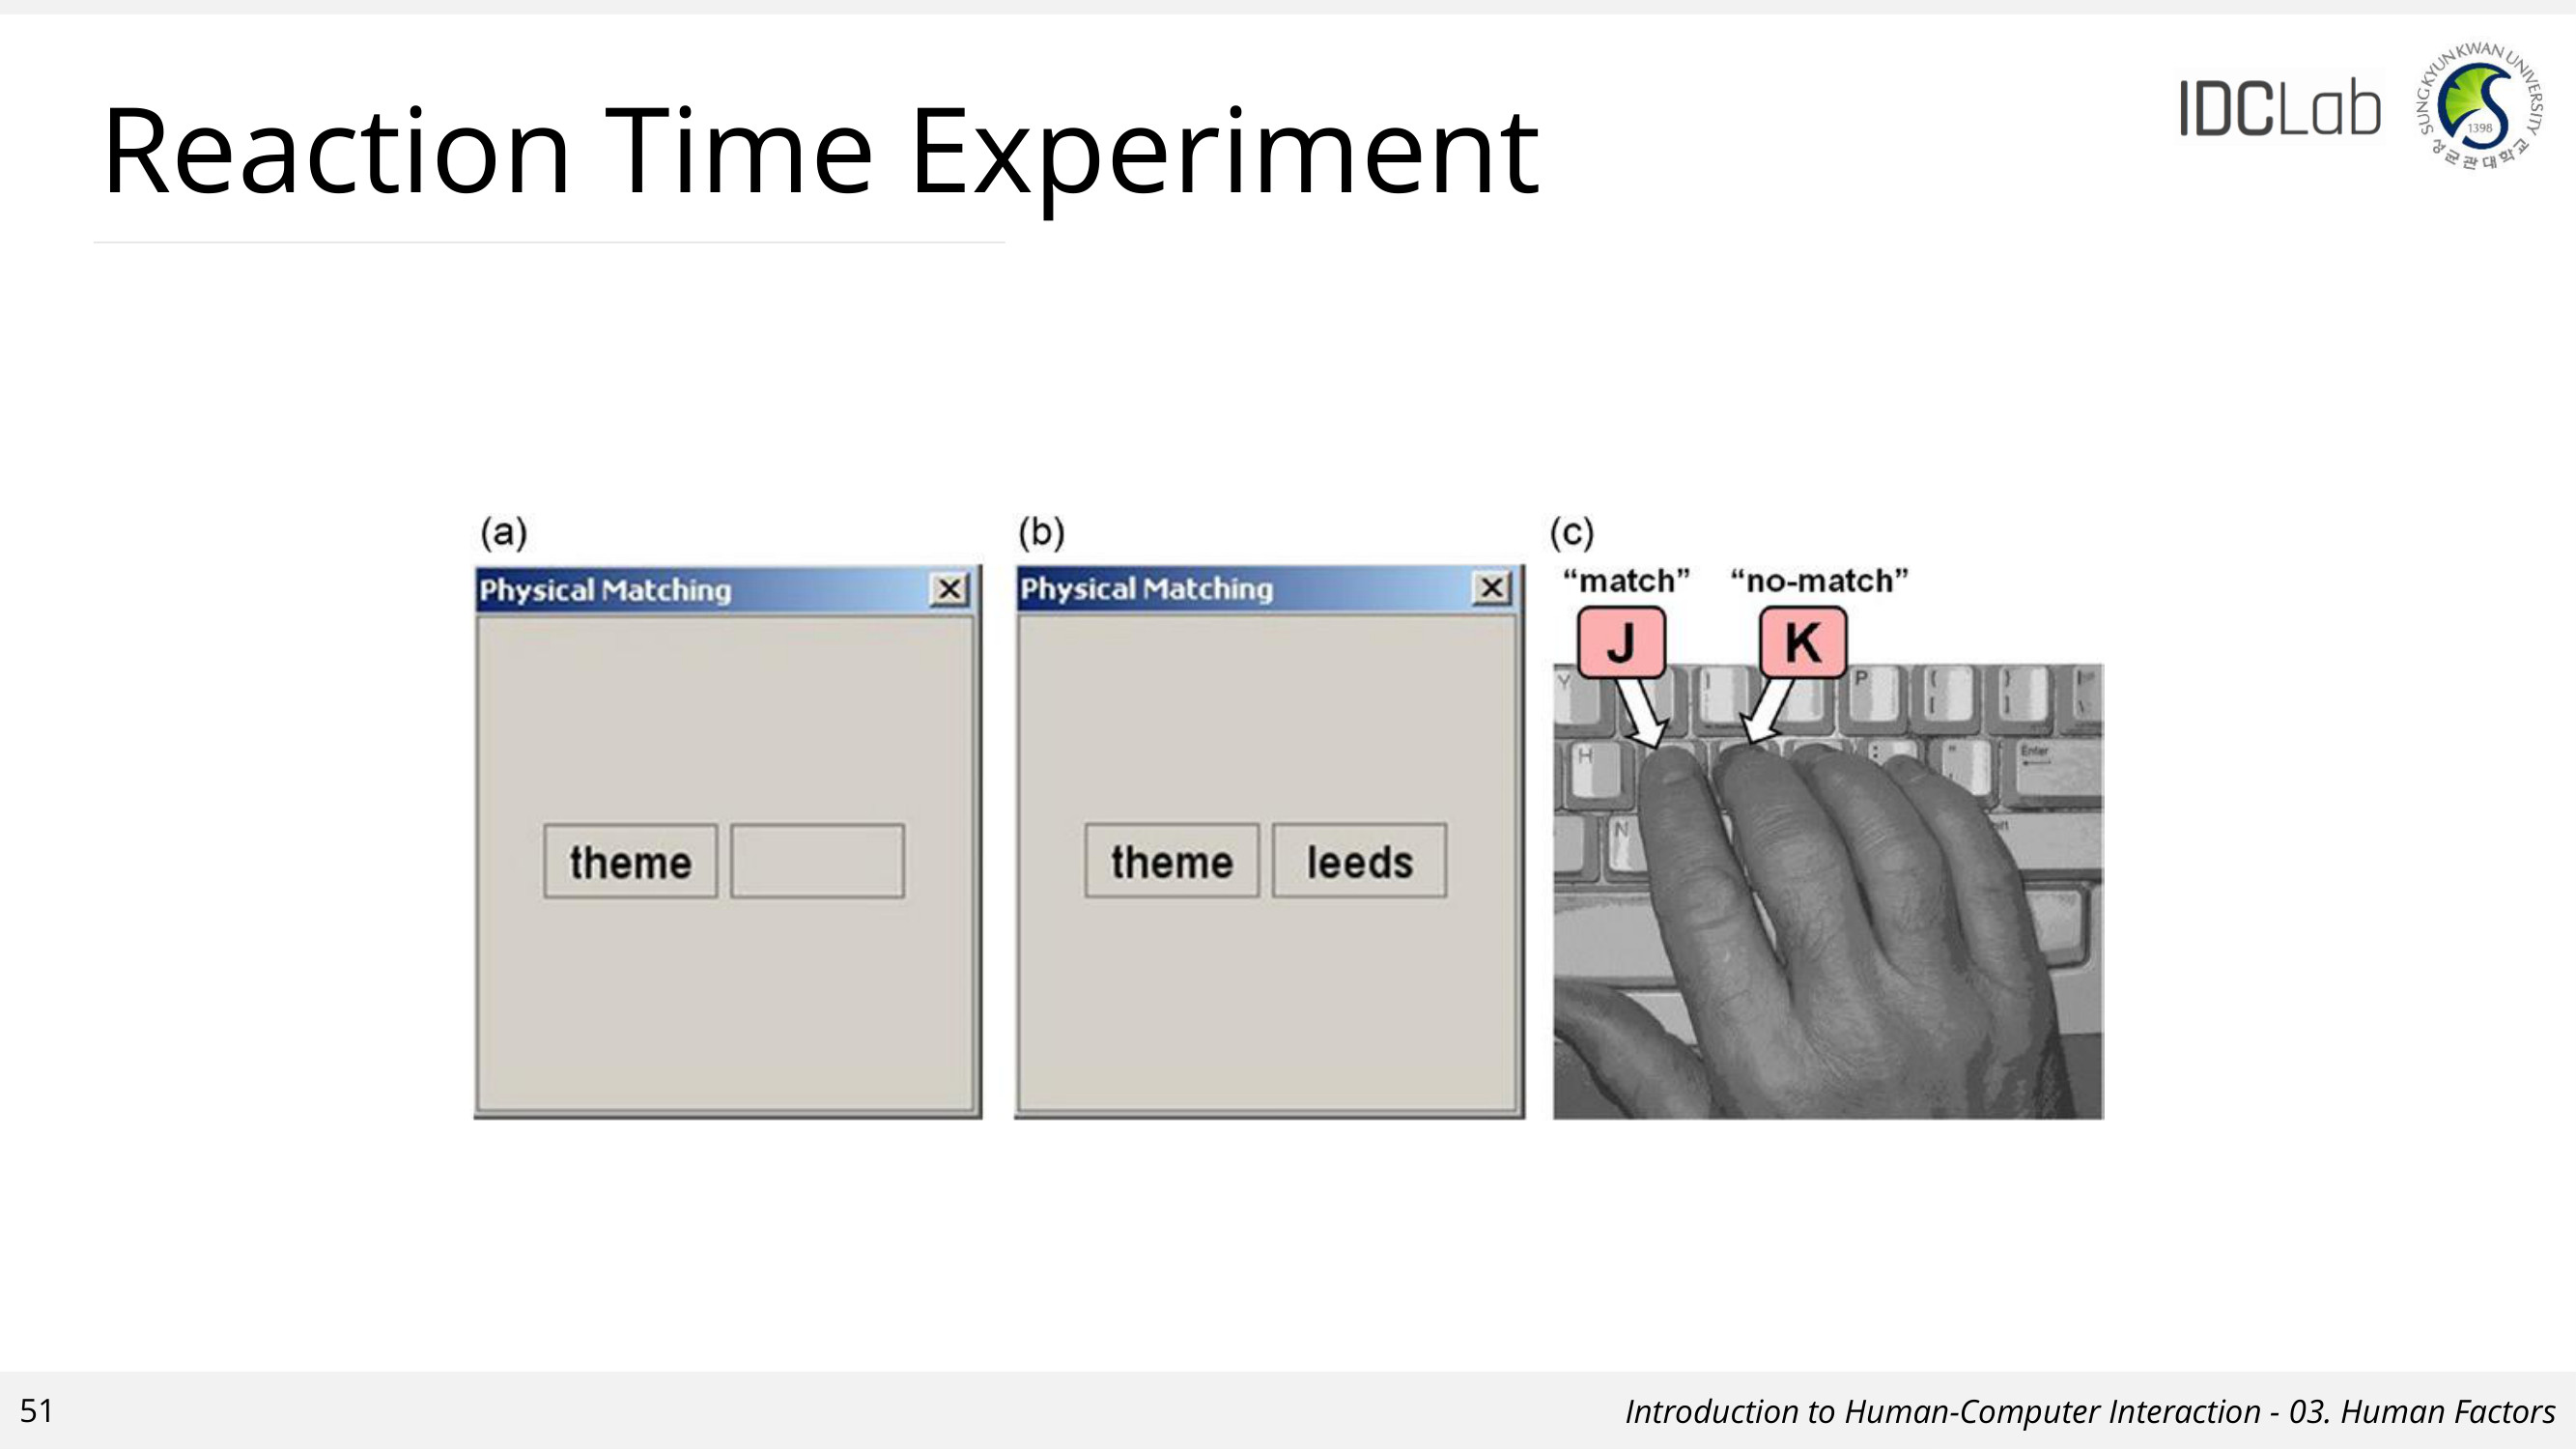 Reaction Time Experiment
IDCLab
SUNGKYUNKWAN UNIVERSITY
1398
성균관대학교
(a)
Physical Matching
theme
(b)
Physical Matching
theme
leeds
(c)
“match” “no-match”
J K
Y P { }
[ ]
H : " Enter
N
51
Introduction to Human-Computer Interaction - 03. Human Factors